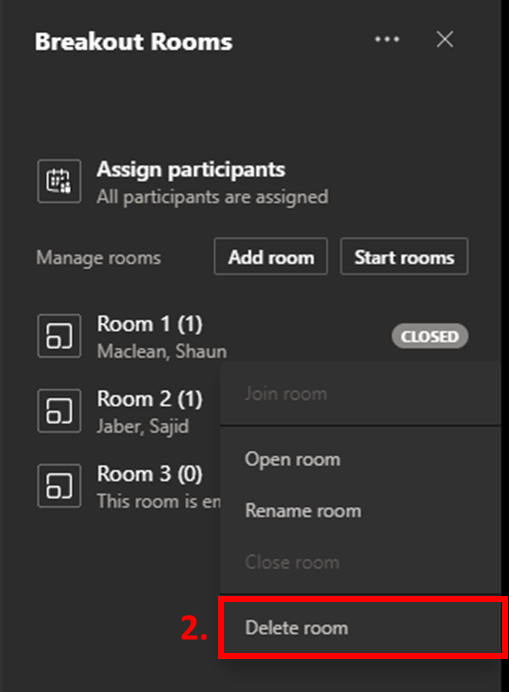 Breakout Rooms
Assign participants
All participants are assigned
Manage rooms Add room Start rooms
Room 1 (1)
Maclean, Shaun
CLOSED
Room 2 (1)
Jaber, Sajid
Room 3 (0)
This room is
Join room
Open room
Rename room
Close room
2. Delete room